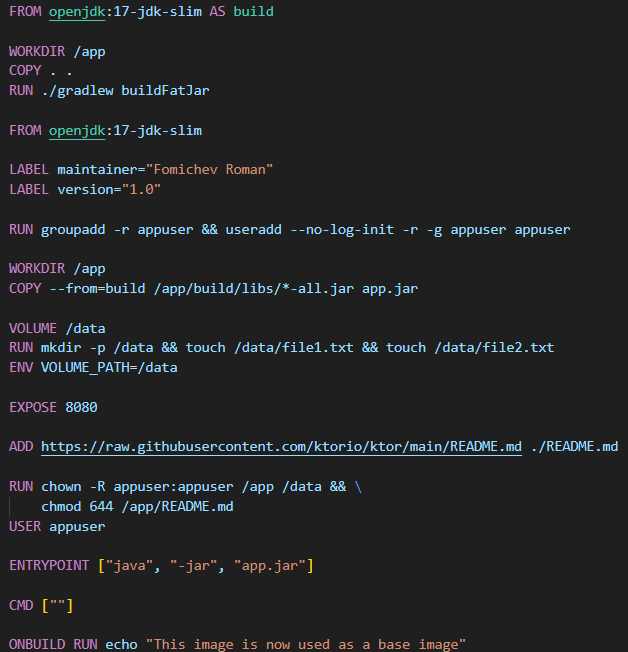 FROM openjdk:17-jdk-slim AS build
WORKDIR /app
COPY . .
RUN ./gradlew buildFatJar
FROM openjdk:17-jdk-slim
LABEL maintainer="Fomichev Roman"
LABEL version="1.0"
RUN groupadd -r appuser && useradd --no-log-init -r -g appuser appuser
WORKDIR /app
COPY --from=build /app/build/libs/*-all.jar app.jar
VOLUME /data
RUN mkdir -p /data && touch /data/file1.txt && touch /data/file2.txt
ENV VOLUME_PATH=/data
EXPOSE 8080
ADD https://raw.githubusercontent.com/ktorio/ktor/main/README.md ./README.md
RUN chown -R appuser:appuser /app /data && \
    chmod 644 /app/README.md
USER appuser
ENTRYPOINT ["java", "-jar", "app.jar"]
CMD [""]
ONBUILD RUN echo "This image is now used as a base image"